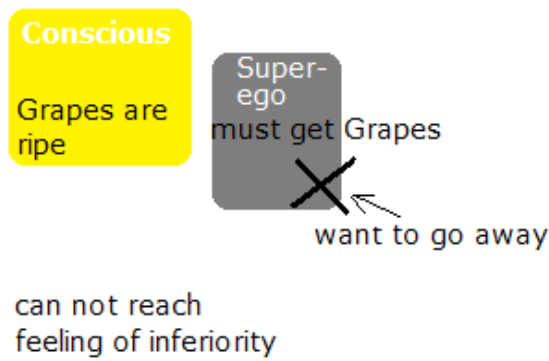 Conscious
Grapes are
ripe
Super-
ego
must get Grapes
want to go away
can not reach
feeling of inferiority